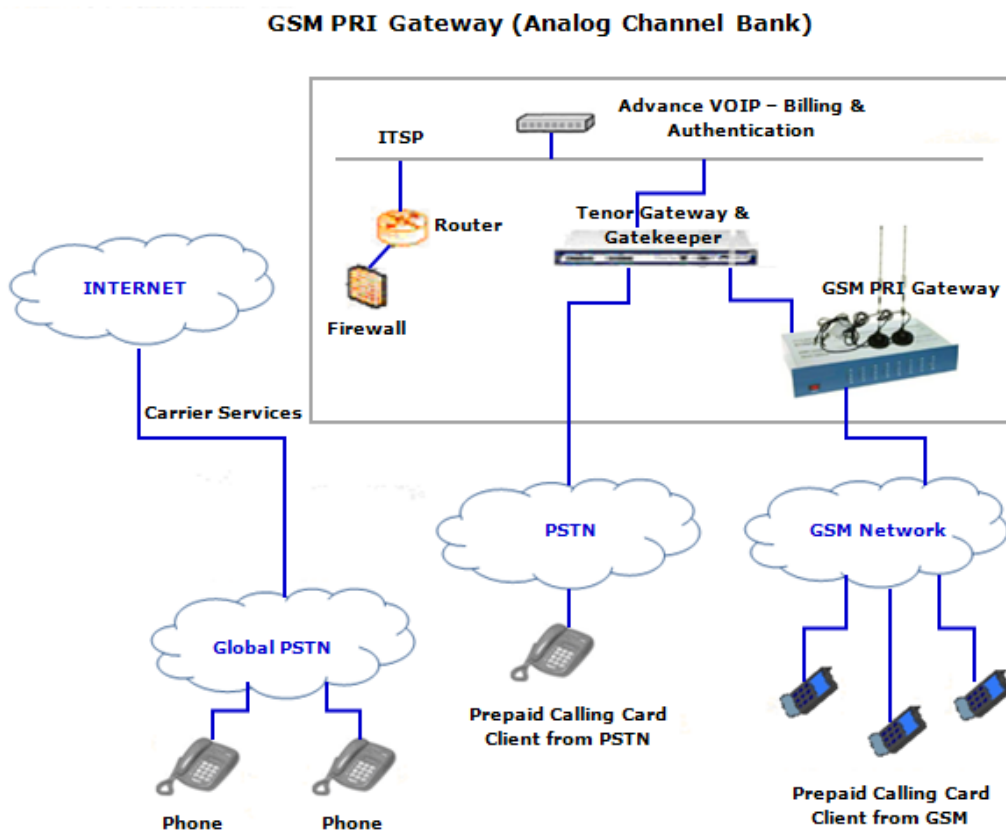 GSM PRI Gateway (Analog Channel Bank)
Advance VOIP – Billing &
Authentication
ITSP
Router
Tenor Gateway &
Gatekeeper
INTERNET
Firewall
GSM PRI Gateway
Carrier Services
PSTN
GSM Network
Global PSTN
Prepaid Calling Card
Client from PSTN
Prepaid Calling Card
Client from GSM
Phone
Phone